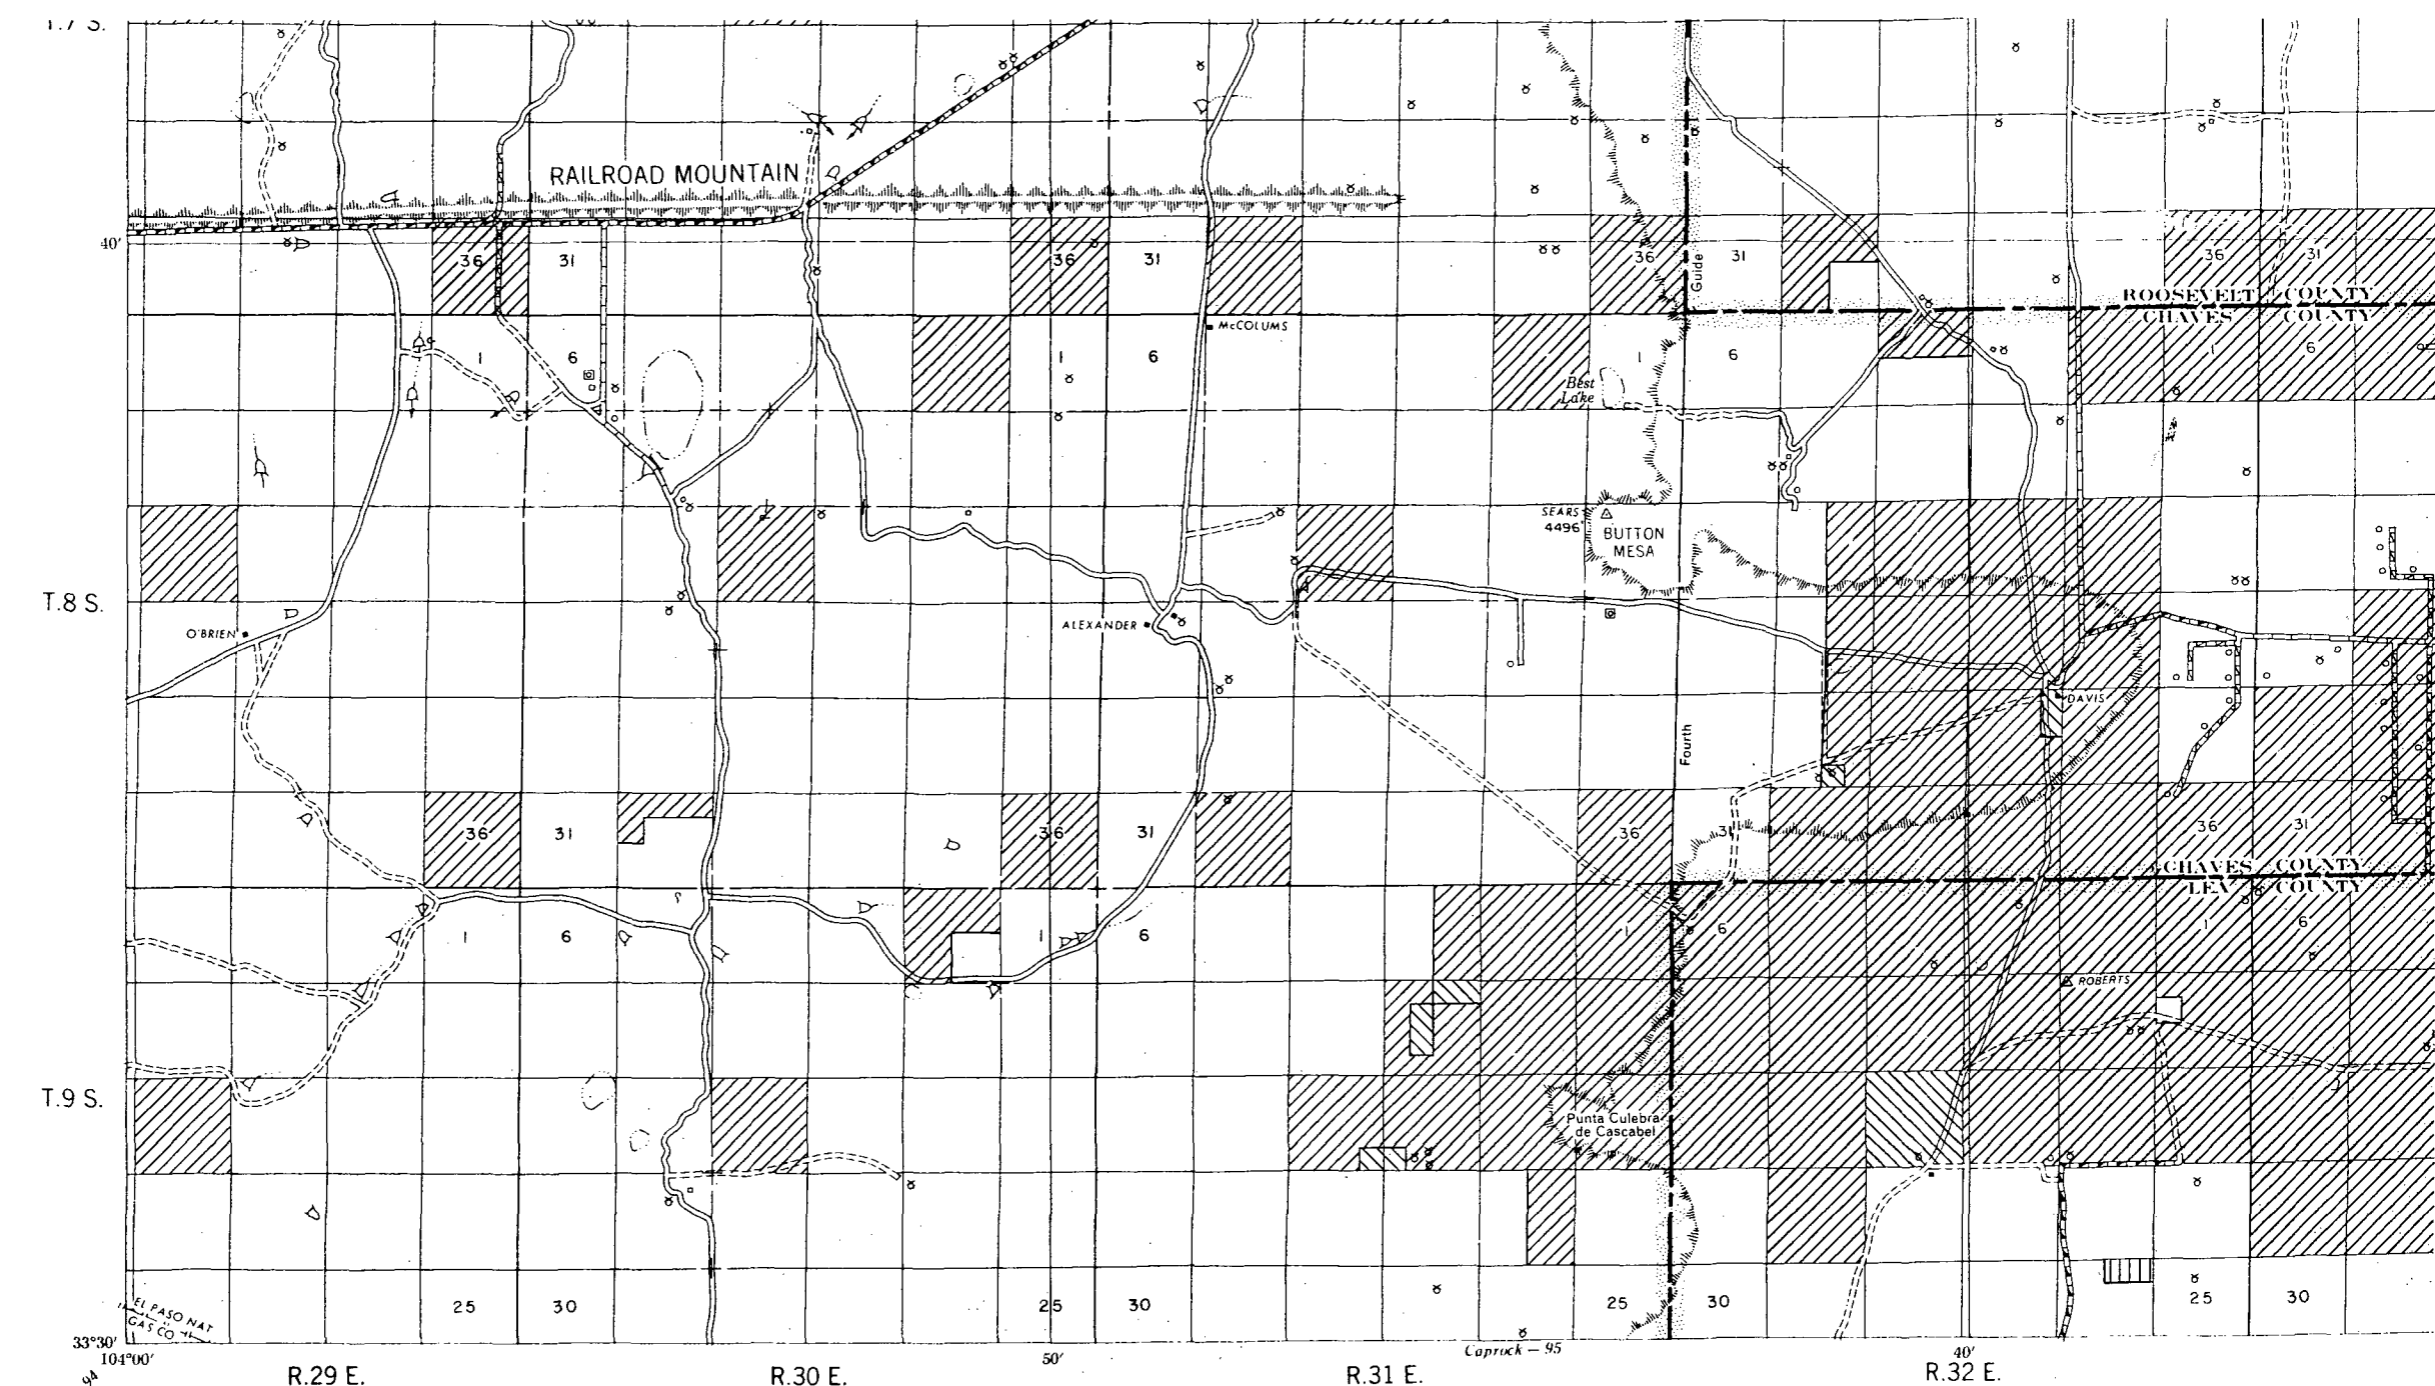 T.7 S.
RAILROAD MOUNTAIN
40'
36
31
36
31
36
Guide
31
36
31
ROOSEVELT COUNTY
CHAVES COUNTY
McCOLUMS
1
6
1
6
1
6
1
6
Best
Lake
SEARS
4496
BUTTON
MESA
T.8 S.
O'BRIEN
ALEXANDER
DAVIS
Fourth
36
31
36
31
36
31
36
31
CHAVES COUNTY
LEA COUNTY
1
6
1
6
1
6
1
6
ROBERTS
T.9 S.
Punta Culebra
de Cascabel
EL PASO NAT
GAS CO
25
30
25
30
25
30
25
30
33°30'
104°00'
50'
Caprock — 95
40'
94
R.29 E.
R.30 E.
R.31 E.
R.32 E.